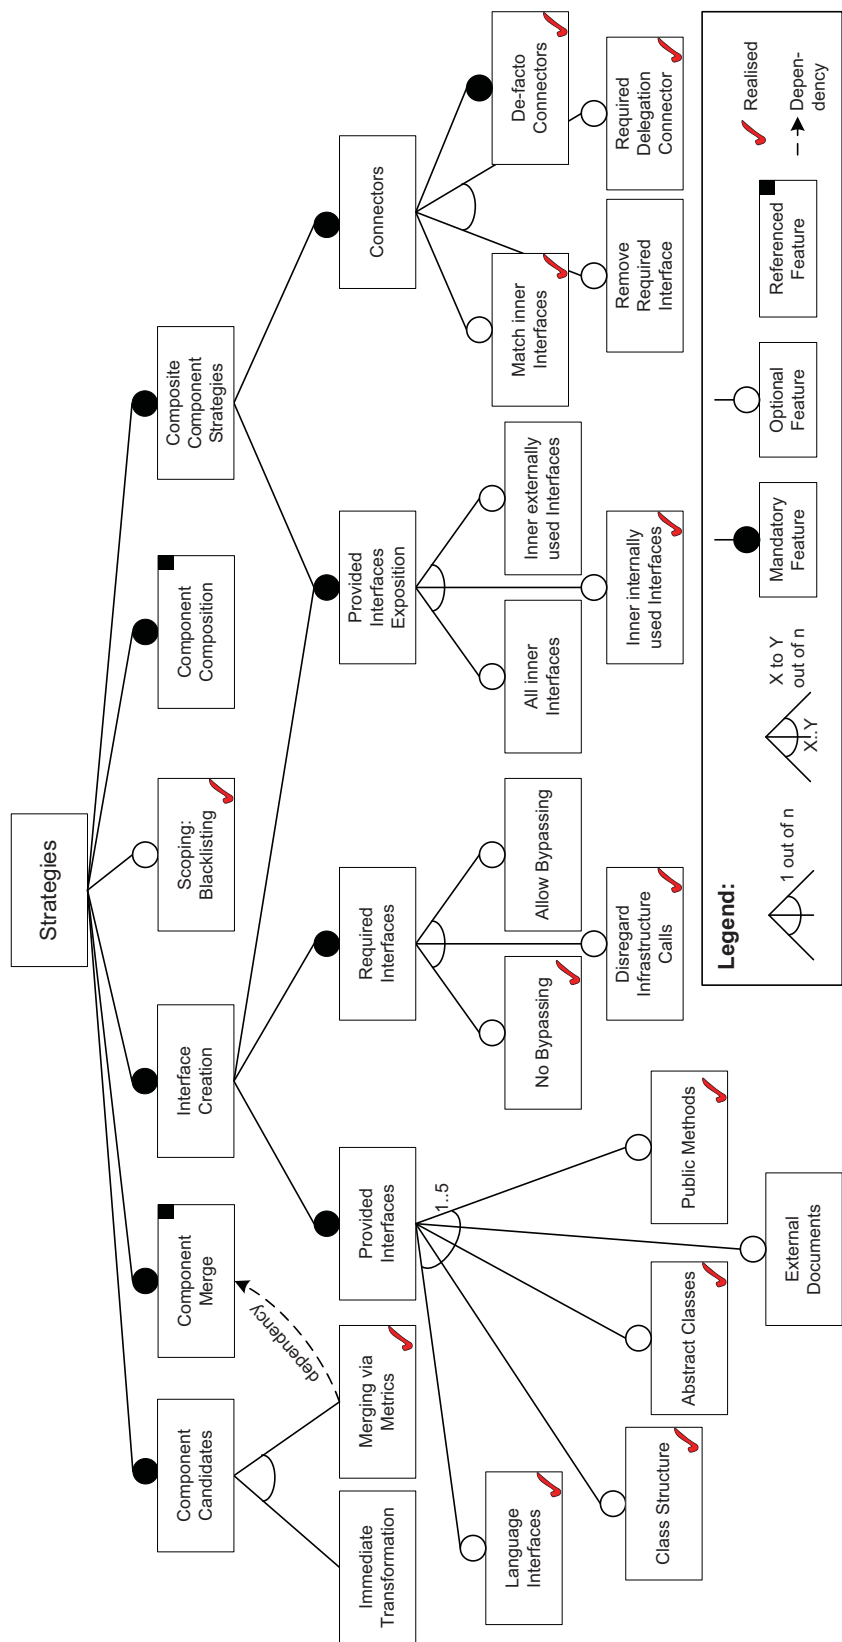 Strategies
Component
Candidates
Component
Merge
Interface
Creation
Scoping:
Blacklisting
Component
Composition
Composite
Component
Strategies
dependency
Immediate
Transformation
Merging via
Metrics
Provided
Interfaces
Required
Interfaces
Provided
Interfaces
Exposition
Connectors
1..5
Language
Interfaces
Class Structure
Abstract Classes
External
Documents
Public Methods
No Bypassing
Disregard
Infrastructure
Calls
Allow Bypassing
All inner
Interfaces
Inner internally
used Interfaces
Inner externally
used Interfaces
Match inner
Interfaces
Remove
Required
Interface
Required
Delegation
Connector
De-facto
Connectors
Legend:
1 out of n
X..Y
X to Y
out of n
Mandatory
Feature
Optional
Feature
Referenced
Feature
Realised
Depen-
dency